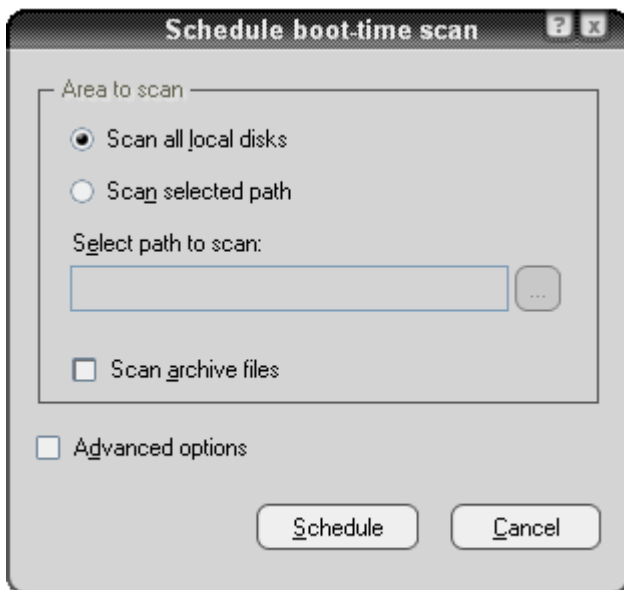 Schedule boot-time scan
? x
Area to scan
Scan all local disks
Scan selected path
Select path to scan:
...
Scan archive files
Advanced options
Schedule Cancel